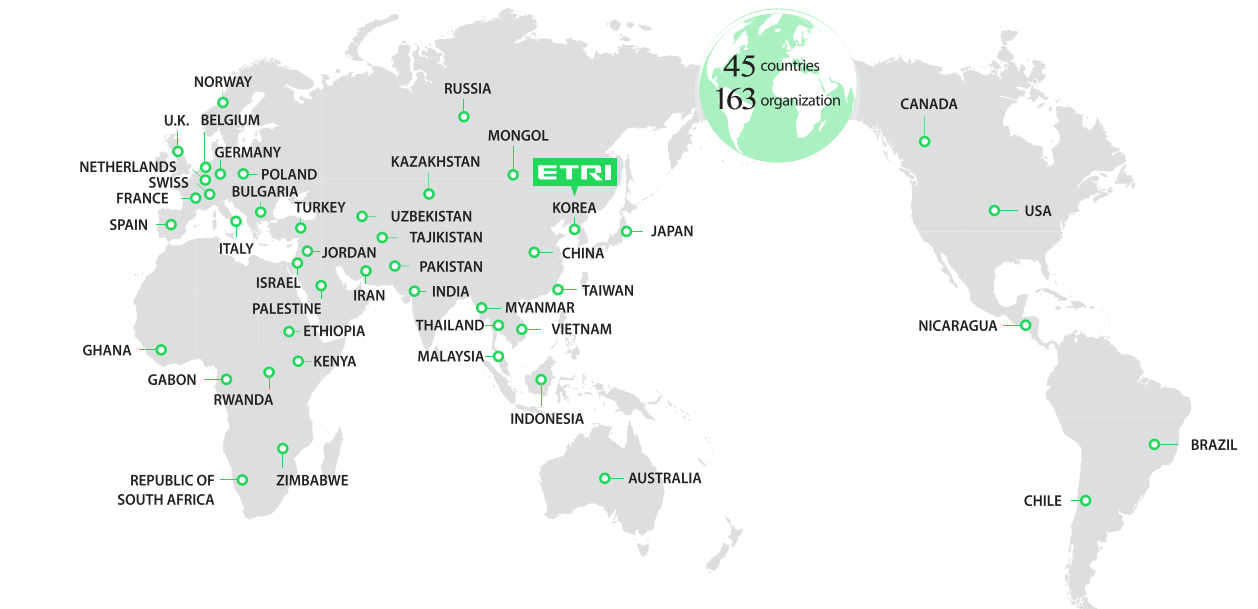 45 countries
163 organization
NORWAY
RUSSIA
CANADA
U.K.
BELGIUM
MONGOL
GERMANY
KAZAKHSTAN
NETHERLANDS
ETRI
POLAND
SWISS
BULGARIA
FRANCE
TURKEY
KOREA
USA
UZBEKISTAN
SPAIN
JAPAN
TAJIKISTAN
ITALY
JORDAN
CHINA
PAKISTAN
ISRAEL
IRAN
INDIA
TAIWAN
PALESTINE
MYANMAR
THAILAND
VIETNAM
NICARAGUA
ETHIOPIA
GHANA
MALAYSIA
KENYA
GABON
RWANDA
INDONESIA
BRAZIL
REPUBLIC OF
SOUTH AFRICA
ZIMBABWE
AUSTRALIA
CHILE